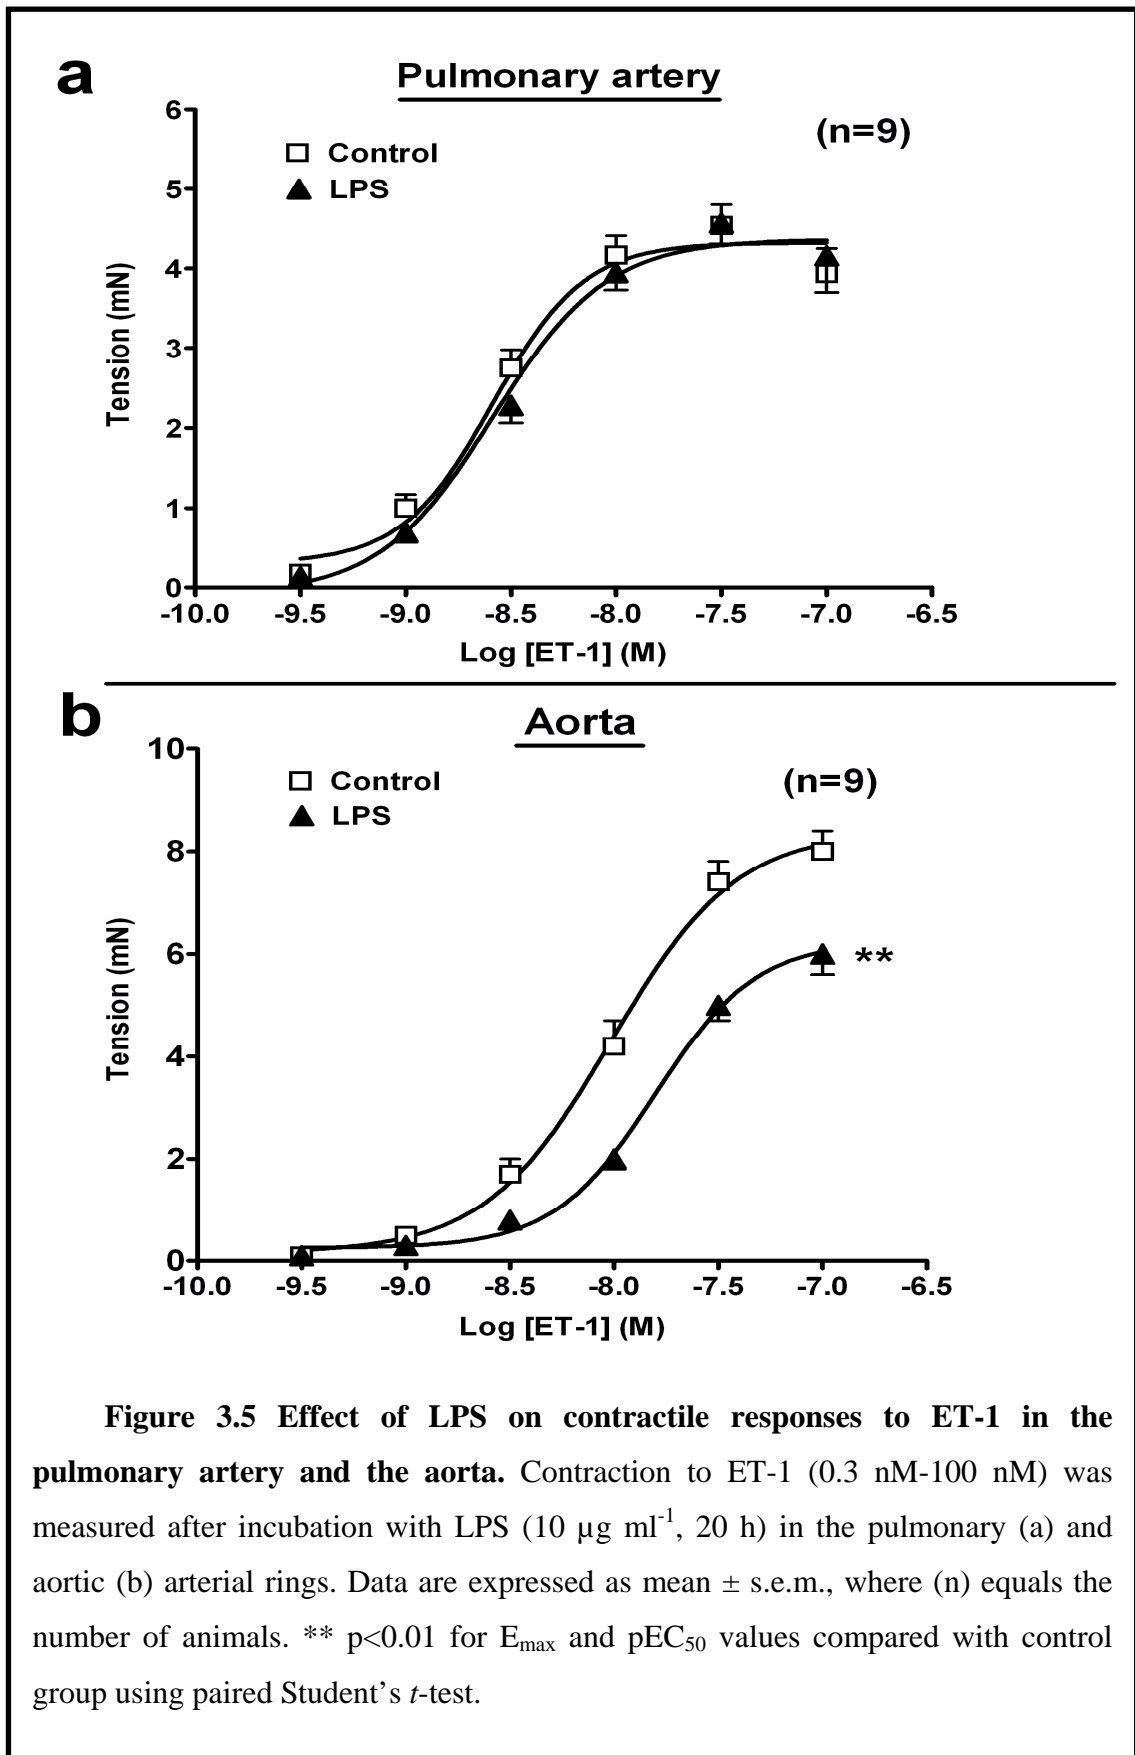 a
Pulmonary artery
(n=9)
Control
LPS
6
5
4
3
2
1
0
Tension (mN)
-10.0 -9.5 -9.0 -8.5 -8.0 -7.5 -7.0 -6.5
Log [ET-1] (M)
b
Aorta
(n=9)
Control
LPS
10
8
6
4
2
0
**
Tension (mN)
-10.0 -9.5 -9.0 -8.5 -8.0 -7.5 -7.0 -6.5
Log [ET-1] (M)
Figure 3.5 Effect of LPS on contractile responses to ET-1 in the
pulmonary artery and the aorta. Contraction to ET-1 (0.3 nM-100 nM) was
measured after incubation with LPS (10 µg ml⁻¹, 20 h) in the pulmonary (a) and
aortic (b) arterial rings. Data are expressed as mean ± s.e.m., where (n) equals the
number of animals. ** p<0.01 for Emax and pEC50 values compared with control
group using paired Student’s t-test.